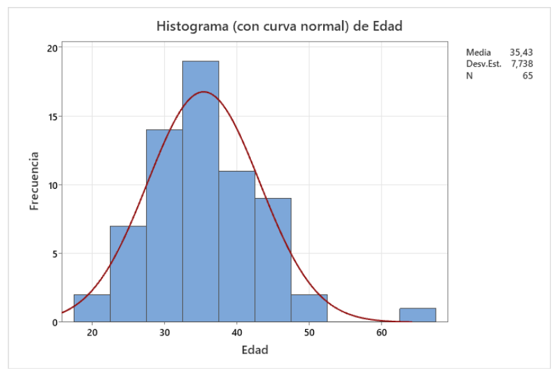 Histograma (con curva normal) de Edad
Media 35,43
Desv.Est. 7,738
N 65
Frecuencia
20
15
10
5
0
20 30 40 50 60
Edad